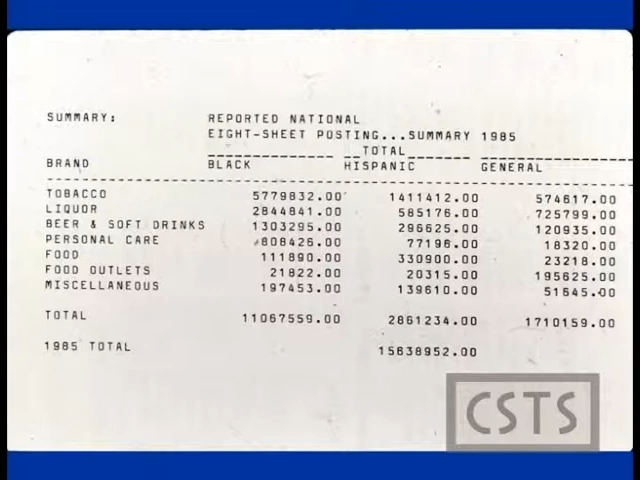 SUMMARY: REPORTED NATIONAL
EIGHT-SHEET POSTING...SUMMARY 1985
TOTAL
BRAND BLACK HISPANIC GENERAL
TOBACCO 5779832.00 1411412.00 574617.00
LIQUOR 2844841.00 585176.00 725799.00
BEER & SOFT DRINKS 1303295.00 296625.00 120935.00
PERSONAL CARE 808426.00 77196.00 18320.00
FOOD 111890.00 330900.00 23218.00
FOOD OUTLETS 21822.00 20315.00 195625.00
MISCELLANEOUS 197453.00 139610.00 51645.00
TOTAL 11067559.00 2861234.00 1710159.00
1985 TOTAL 15638952.00
CSTS